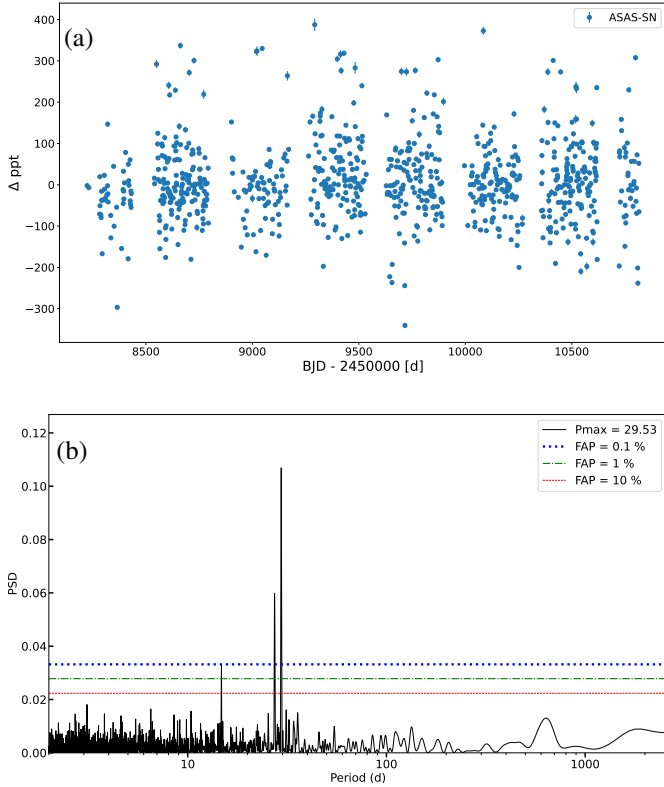 (a)
ASAS-SN
400
300
200
100
0
−100
−200
−300
Δ ppt
8500 9000 9500 10000 10500
BJD - 2450000 [d]
(b)
Pmax = 29.53
FAP = 0.1 %
FAP = 1 %
FAP = 10 %
0.12
0.10
0.08
0.06
0.04
0.02
0.00
PSD
10 100 1000
Period (d)